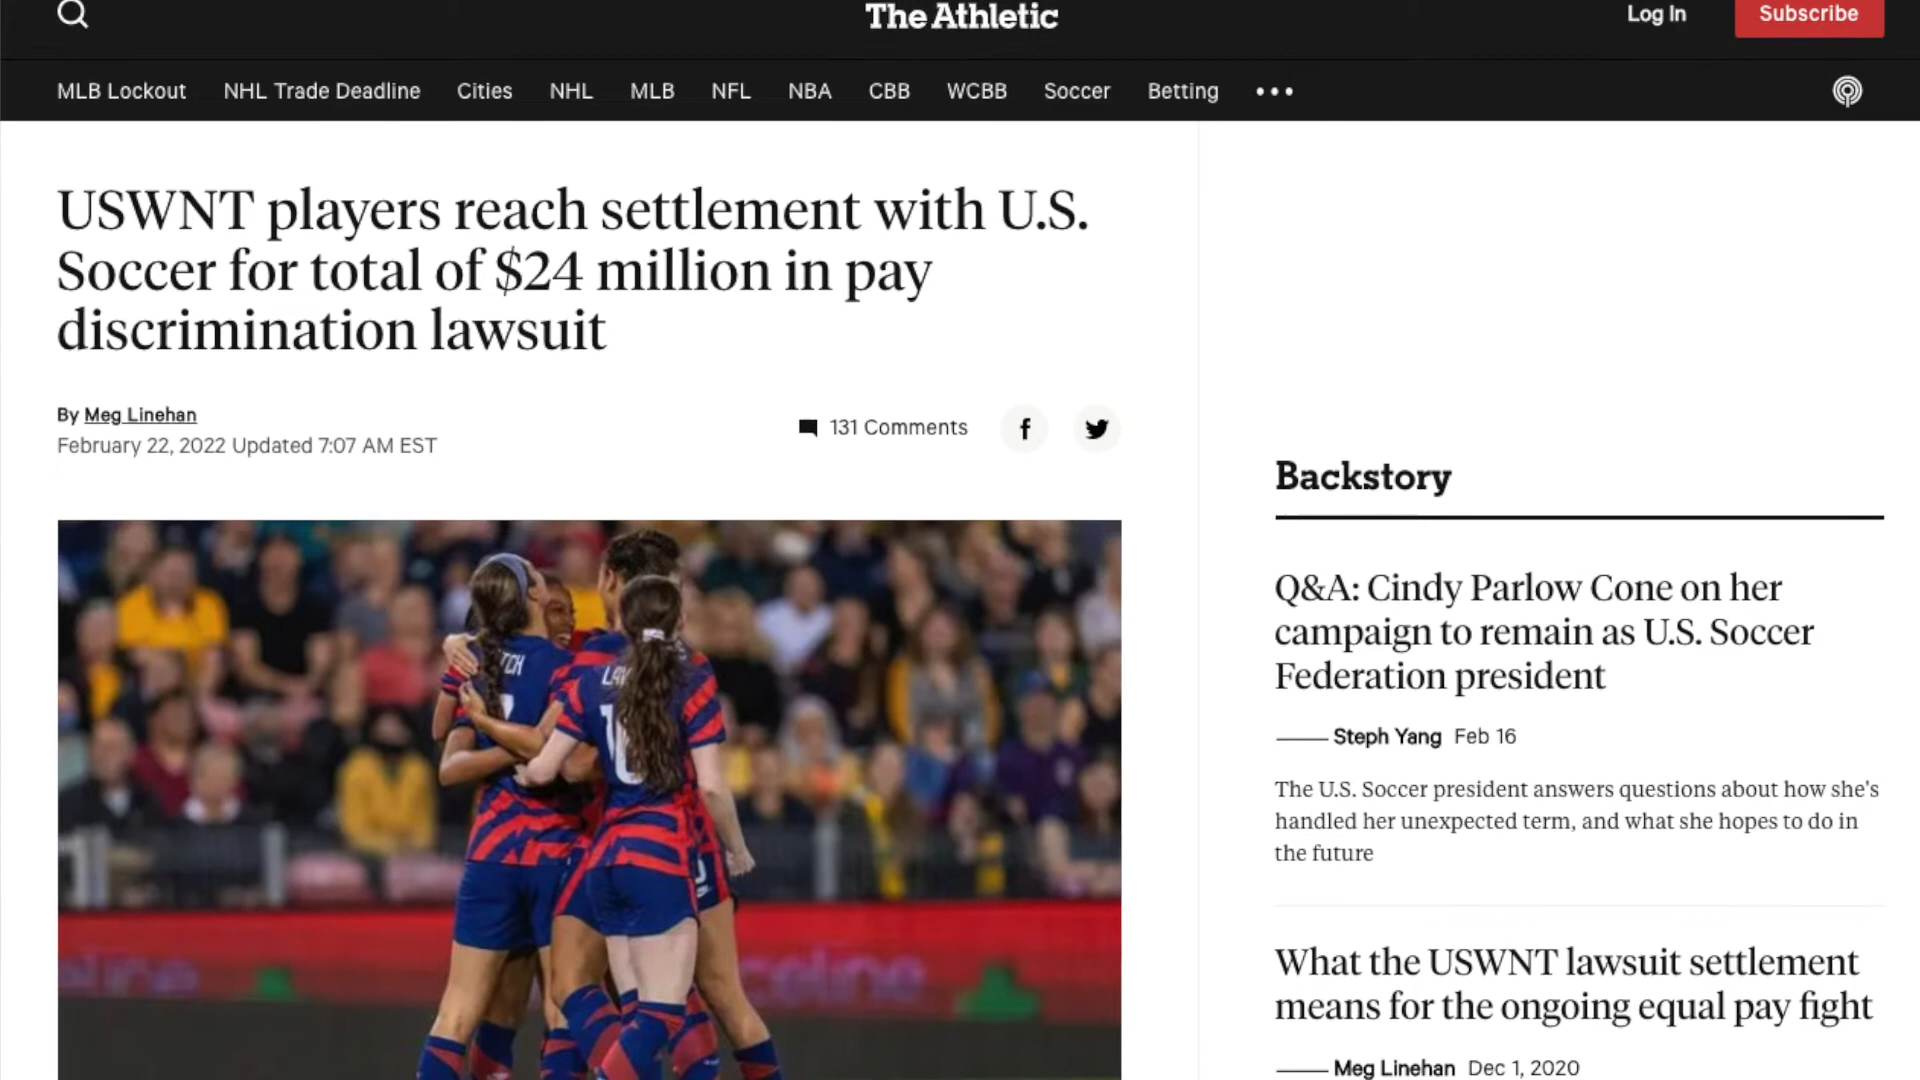 The Athletic
Log In
Subscribe
MLB Lockout NHL Trade Deadline Cities NHL MLB NFL NBA CBB WCBB Soccer Betting •••
USWNT players reach settlement with U.S.
Soccer for total of $24 million in pay
discrimination lawsuit
By Meg Linehan
February 22, 2022 Updated 7:07 AM EST
131 Comments
Backstory
Q&A: Cindy Parlow Cone on her
campaign to remain as U.S. Soccer
Federation president
Steph Yang Feb 16
The U.S. Soccer president answers questions about how she's
handled her unexpected term, and what she hopes to do in
the future
What the USWNT lawsuit settlement
means for the ongoing equal pay fight
Meg Linehan Dec 1, 2020